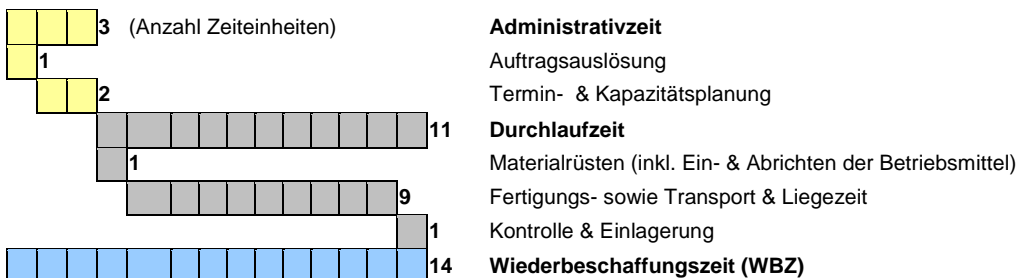 3 (Anzahl Zeiteinheiten) Administrativzeit
1 Auftragsauslösung
2 Termin- & Kapazitätsplanung
11 Durchlaufzeit
1 Materialrüsten (inkl. Ein- & Abrichten der Betriebsmittel)
9 Fertigungs- sowie Transport & Liegezeit
1 Kontrolle & Einlagerung
14 Wiederbeschaffungszeit (WBZ)